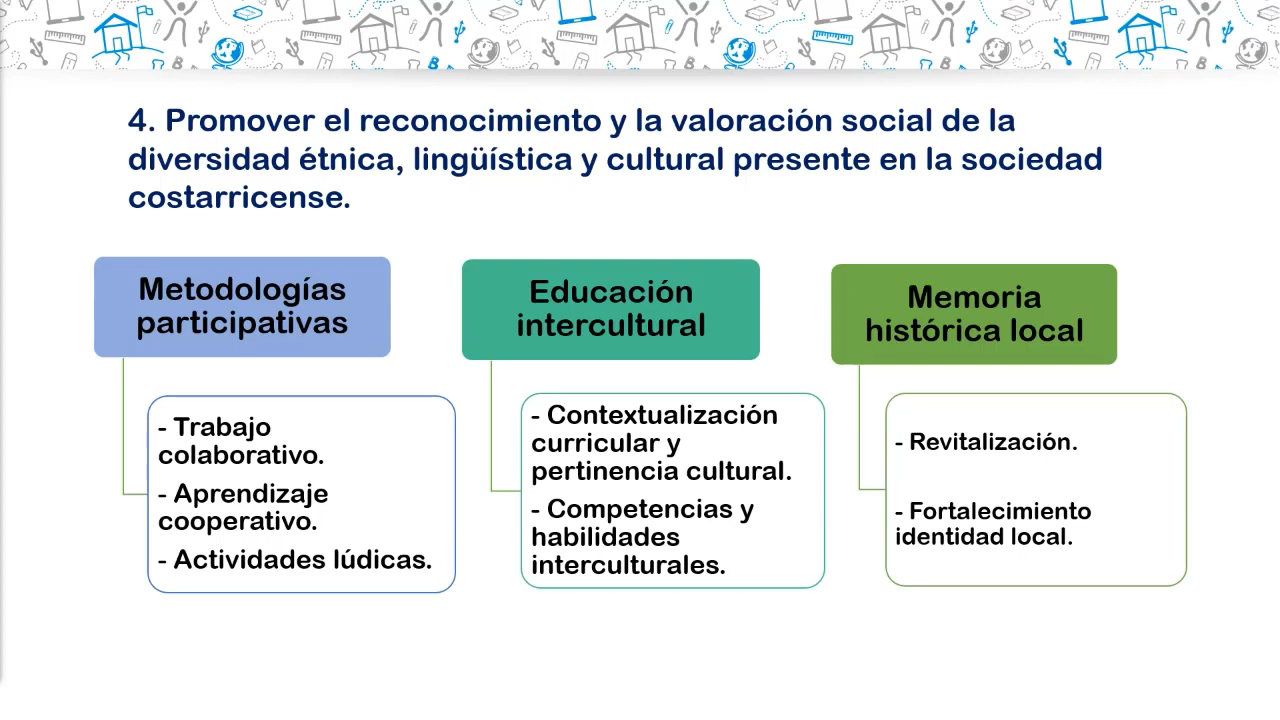 4. Promover el reconocimiento y la valoración social de la
diversidad étnica, lingüística y cultural presente en la sociedad
costarricense.
Metodologías
participativas
- Trabajo
colaborativo.
- Aprendizaje
cooperativo.
- Actividades lúdicas.
Educación
intercultural
- Contextualización
curricular y
pertinencia cultural.
- Competencias y
habilidades
interculturales.
Memoria
histórica local
- Revitalización.
- Fortalecimiento
identidad local.